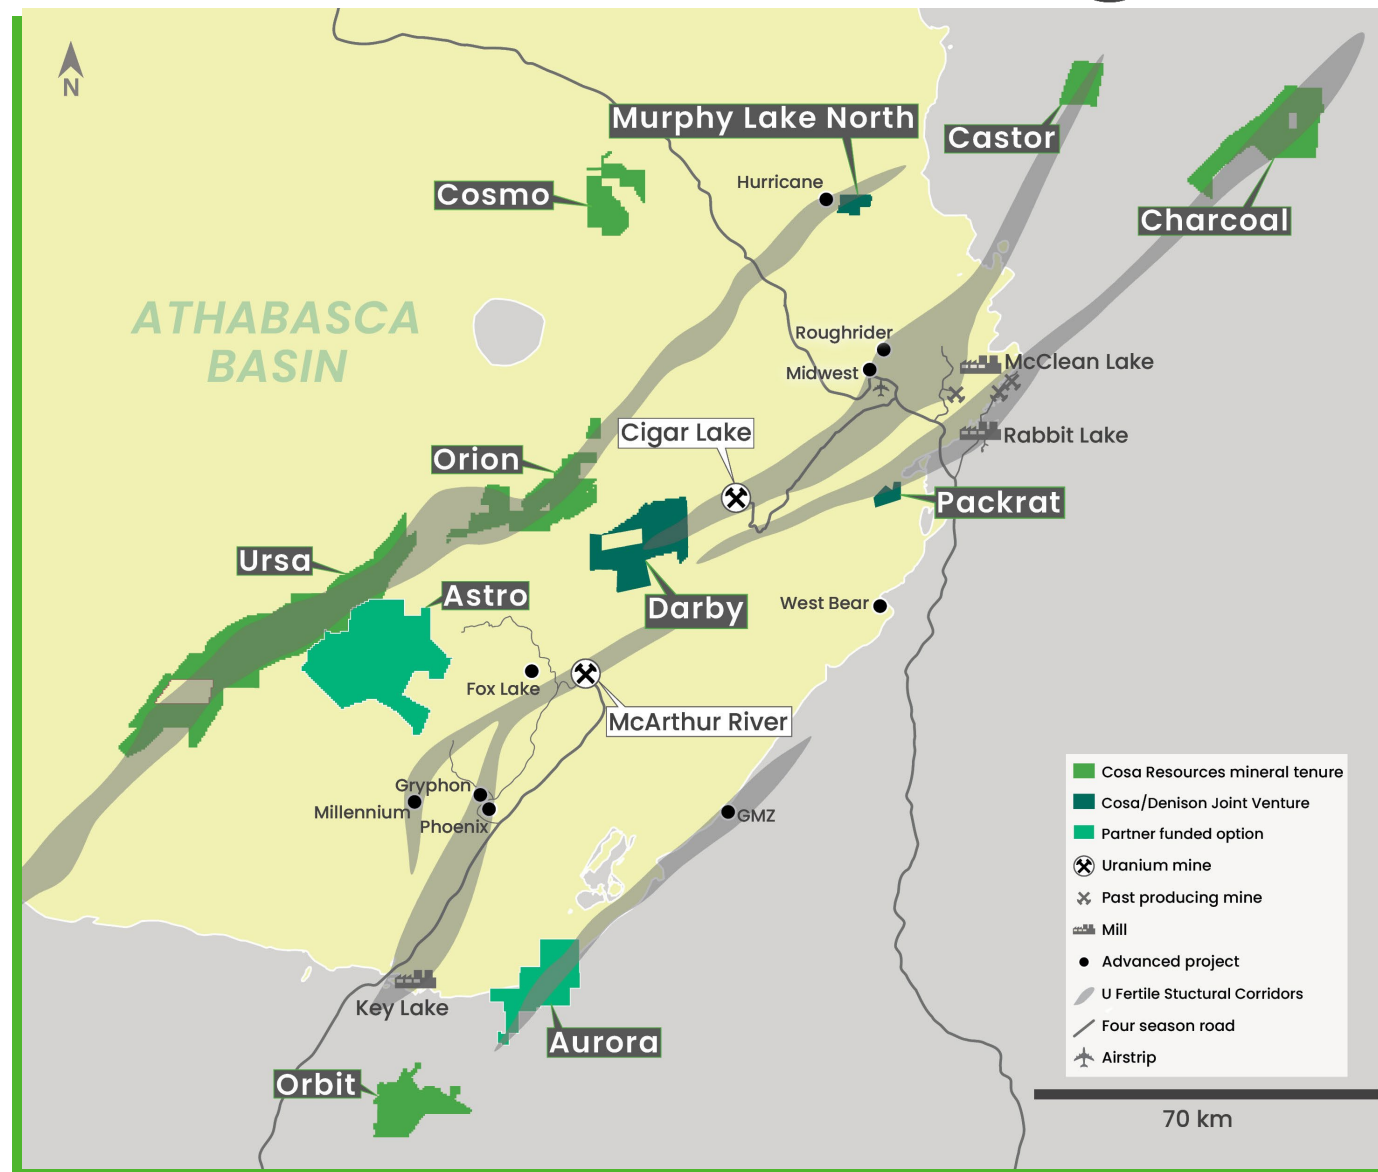 N
Murphy Lake North
Castor
Cosmo
Hurricane
Charcoal
ATHABASCA
BASIN
Roughrider
Midwest
McClean Lake
Cigar Lake
Rabbit Lake
Orion
Packrat
Ursa
Astro
Darby
West Bear
Fox Lake
McArthur River
Gryphon
Millennium
Phoenix
GMZ
Key Lake
Aurora
Orbit
Cosa Resources mineral tenure
Cosa/Denison Joint Venture
Partner funded option
Uranium mine
Past producing mine
Mill
Advanced project
U Fertile Stuctural Corridors
Four season road
Airstrip
70 km